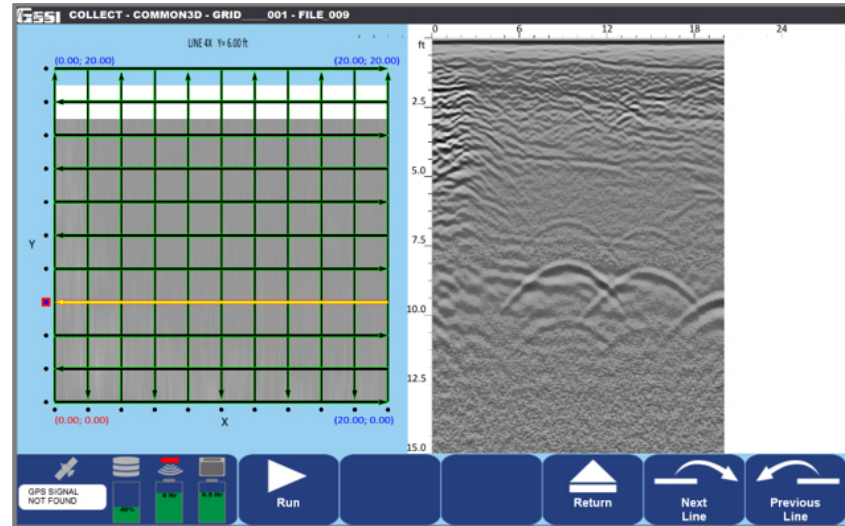 GSSI COLLECT - COMMON3D - GRID____001 - FILE_009
LINE 4X Y= 6.00 ft
(0.00; 20.00) (20.00; 20.00)
Y
(0.00; 0.00) X (20.00; 0.00)
0 6 12 18 24
ft
2.5
5.0
7.5
10.0
12.5
15.0
GPS SIGNAL
NOT FOUND
Run
Return
Next
Line
Previous
Line